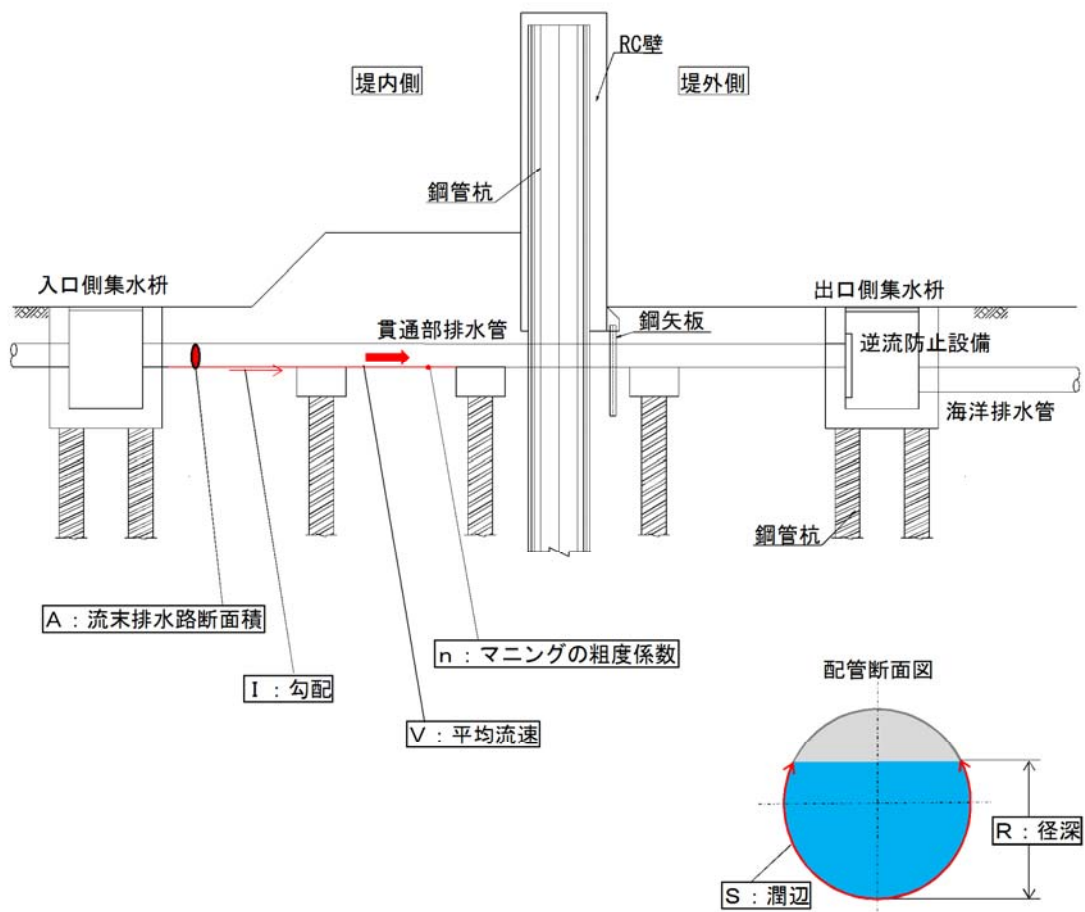 RC壁
堤内側
堤外側
鋼管杭
入口側集水枡
出口側集水枡
貫通部排水管
鋼矢板
逆流防止設備
海洋排水管
鋼管杭
A：流末排水路断面積
n：マニングの粗度係数
I：勾配
V：平均流速
配管断面図
R：径深
S：潤辺